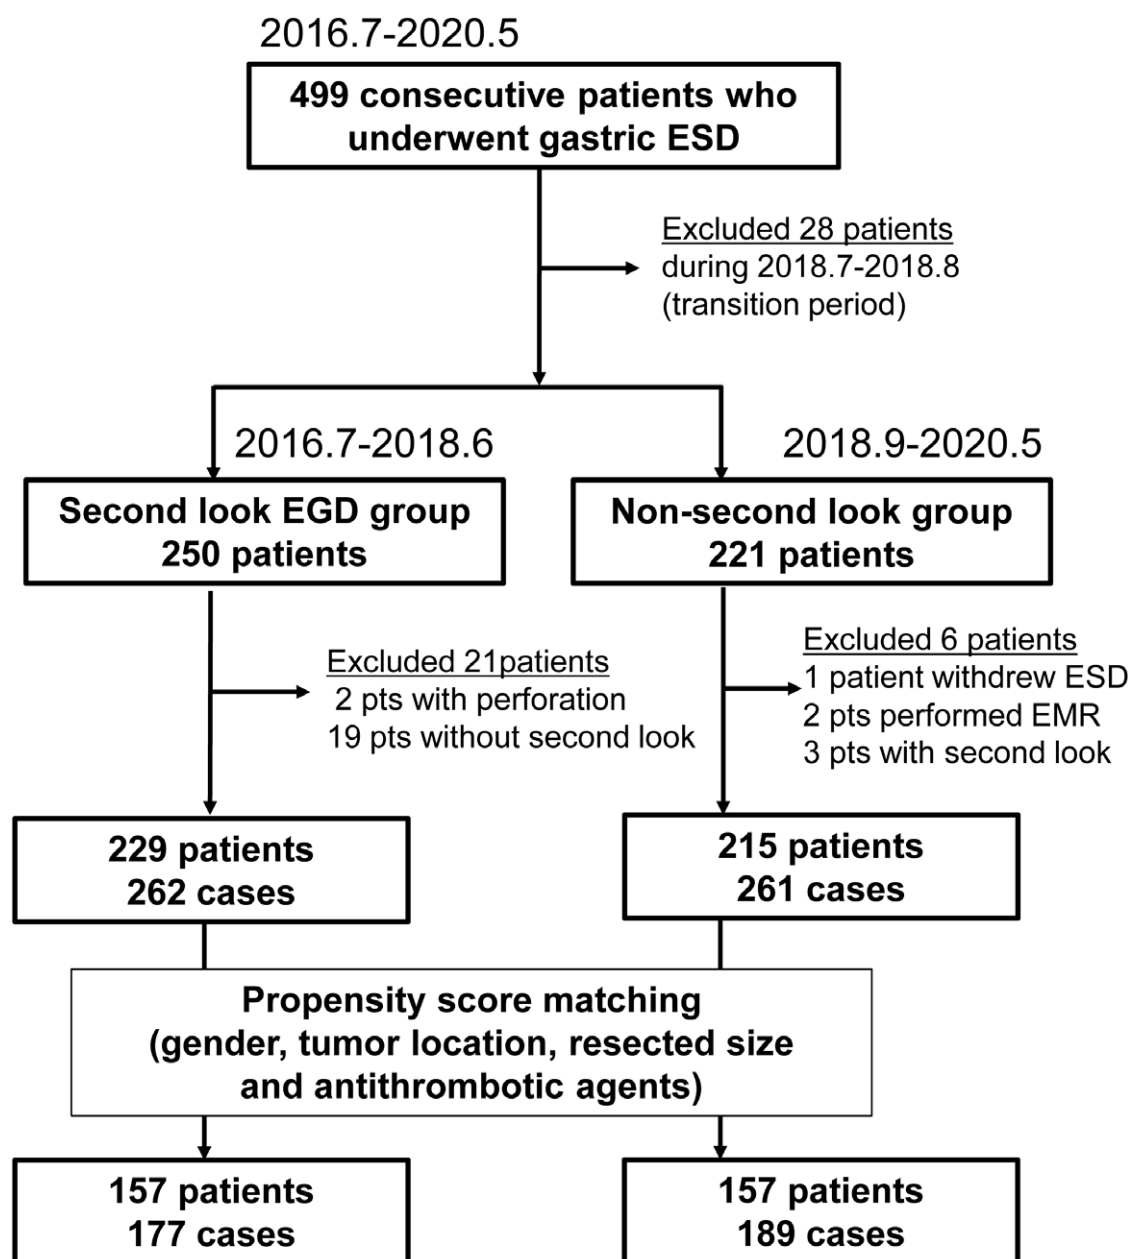 2016.7-2020.5
499 consecutive patients who
underwent gastric ESD
Excluded 28 patients
during 2018.7-2018.8
(transition period)
2016.7-2018.6
Second look EGD group
250 patients
2018.9-2020.5
Non-second look group
221 patients
Excluded 21patients
2 pts with perforation
19 pts without second look
Excluded 6 patients
1 patient withdrew ESD
2 pts performed EMR
3 pts with second look
229 patients
262 cases
215 patients
261 cases
Propensity score matching
(gender, tumor location, resected size
and antithrombotic agents)
157 patients
177 cases
157 patients
189 cases